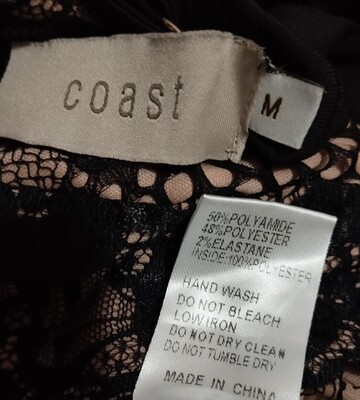 coast
M
50%POLYAMIDE
48%POLYESTER
2%ELASTANE
INSIDE:100%POLYESTER
HAND WASH
DO NOT BLEACH
LOW IRON
DO NOT DRY CLEAN
DO NOT TUMBLE DRY
MADE IN CHINA